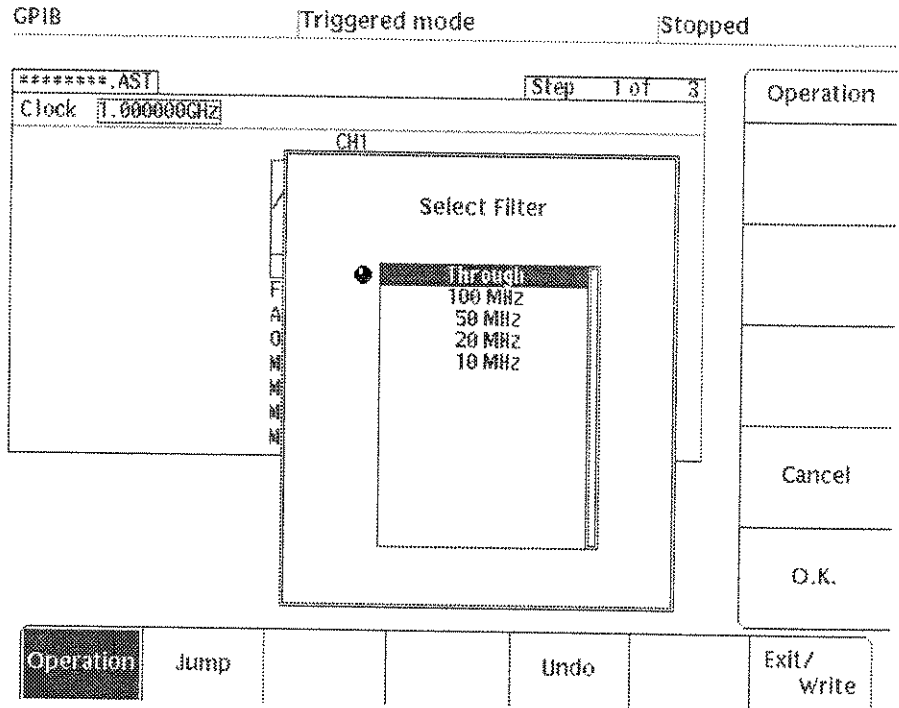 GPIB Triggered mode Stopped
********.AST Step 1 of 3
Clock 1.000000GHz
CH1
Select Filter
Through
100 MHz
50 MHz
20 MHz
10 MHz
F
A
O
M
M
M
M
Operation
Cancel
O.K.
Operation Jump Undo Exit/
Write